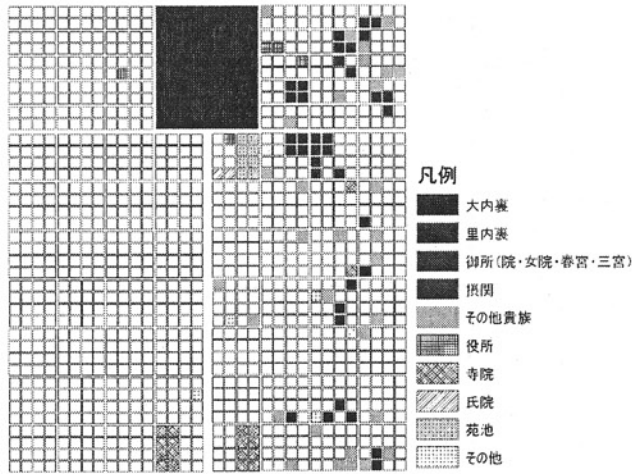 凡例
大内裏
里内裏
御所(院・女院・春宮・三宮)
摂関
その他貴族
役所
寺院
氏院
苑池
その他